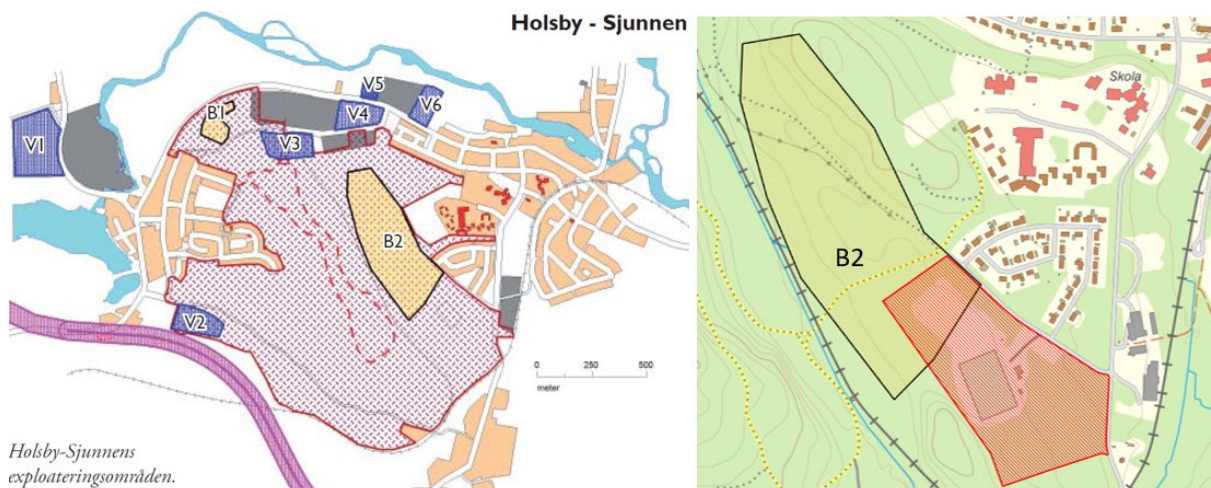 Holsby - Sjunnen
V5
V6
B1
V4
V1
V3
B2
V2
0 250 500
meter
Holsby-Sjunnens
exploateringsområden.
Skola
B2